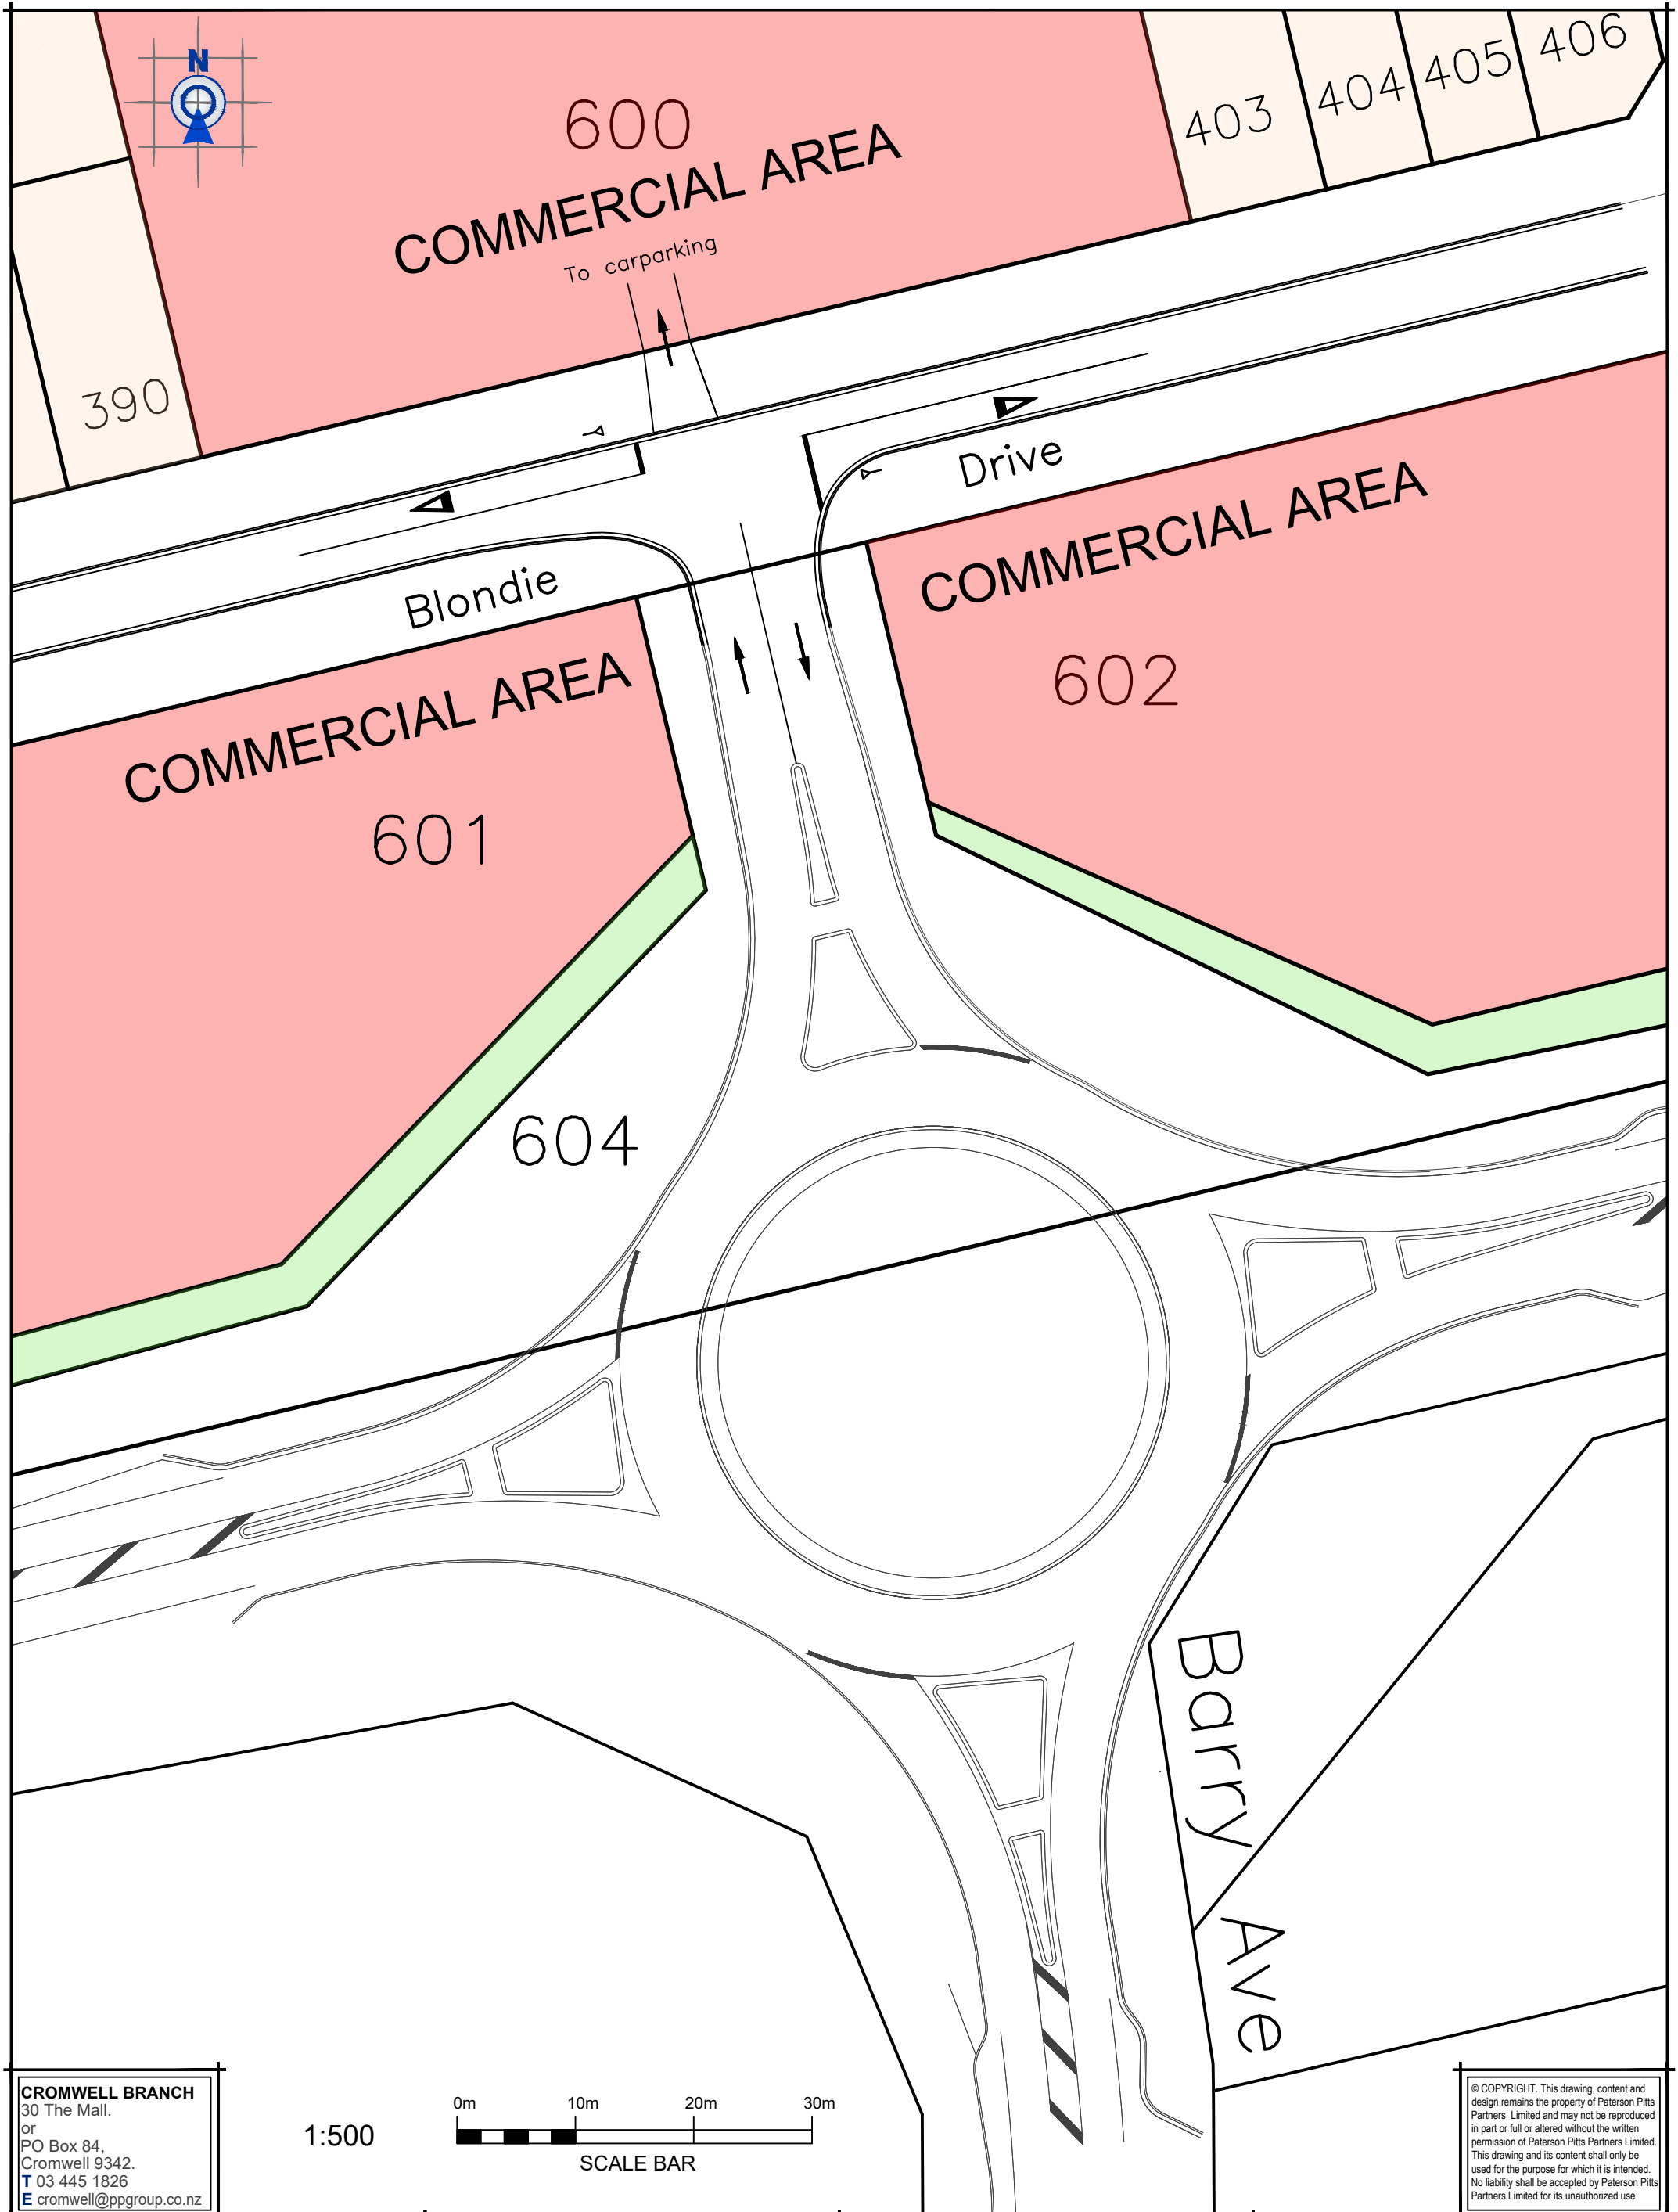 N
600
COMMERCIAL AREA
To carparking
403
404
405
406
390
Drive
Blondie
COMMERCIAL AREA
602
COMMERCIAL AREA
601
604
Barry Ave
CROMWELL BRANCH
30 The Mall.
or
PO Box 84,
Cromwell 9342.
T 03 445 1826
E cromwell@ppgroup.co.nz
1:500
0m 10m 20m 30m
SCALE BAR
© COPYRIGHT. This drawing, content and
design remains the property of Paterson Pitts
Partners Limited and may not be reproduced
in part or full or altered without the written
permission of Paterson Pitts Partners Limited.
This drawing and its content shall only be
used for the purpose for which it is intended.
No liability shall be accepted by Paterson Pitts
Partners Limited for its unauthorized use